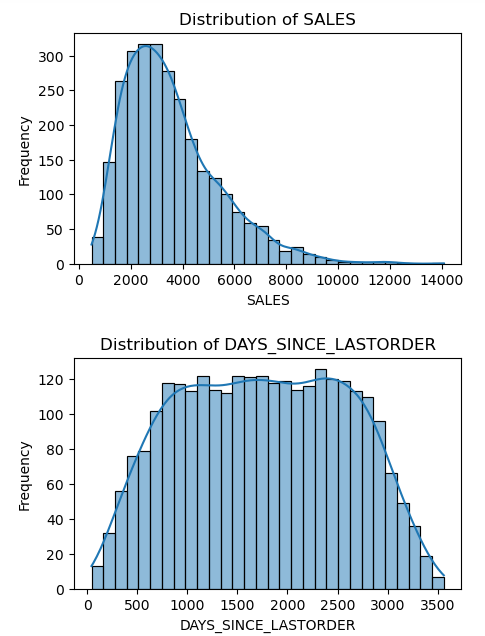 Distribution of SALES
300
250
200
150
100
50
0
Frequency
0 2000 4000 6000 8000 10000 12000 14000
SALES
Distribution of DAYS_SINCE_LASTORDER
120
100
80
60
40
20
0
Frequency
0 500 1000 1500 2000 2500 3000 3500
DAYS_SINCE_LASTORDER